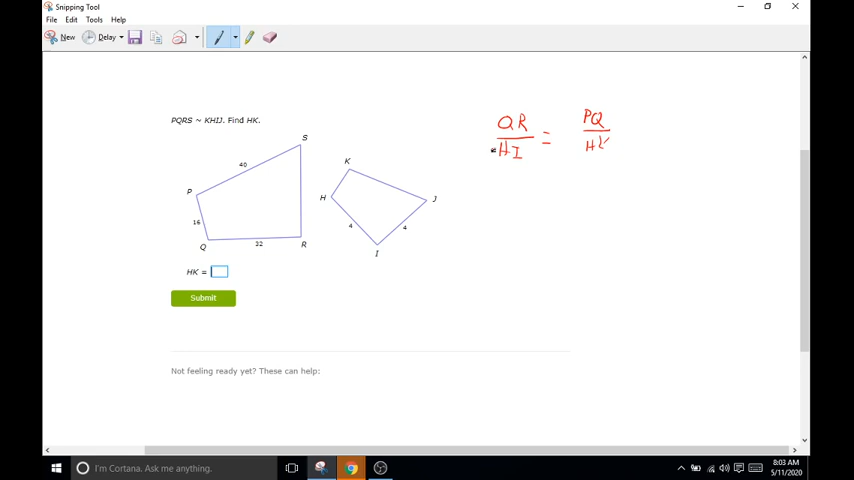 Snipping Tool
File Edit Tools Help
New Delay
PQRS ~ KHIJ. Find HK.
QR PQ
=
HI HK
S
40
K
P
H
J
16
4
4
Q
22
R
I
HK =
Submit
Not feeling ready yet? These can help:
I'm Cortana. Ask me anything.
8:03 AM
5/11/2020